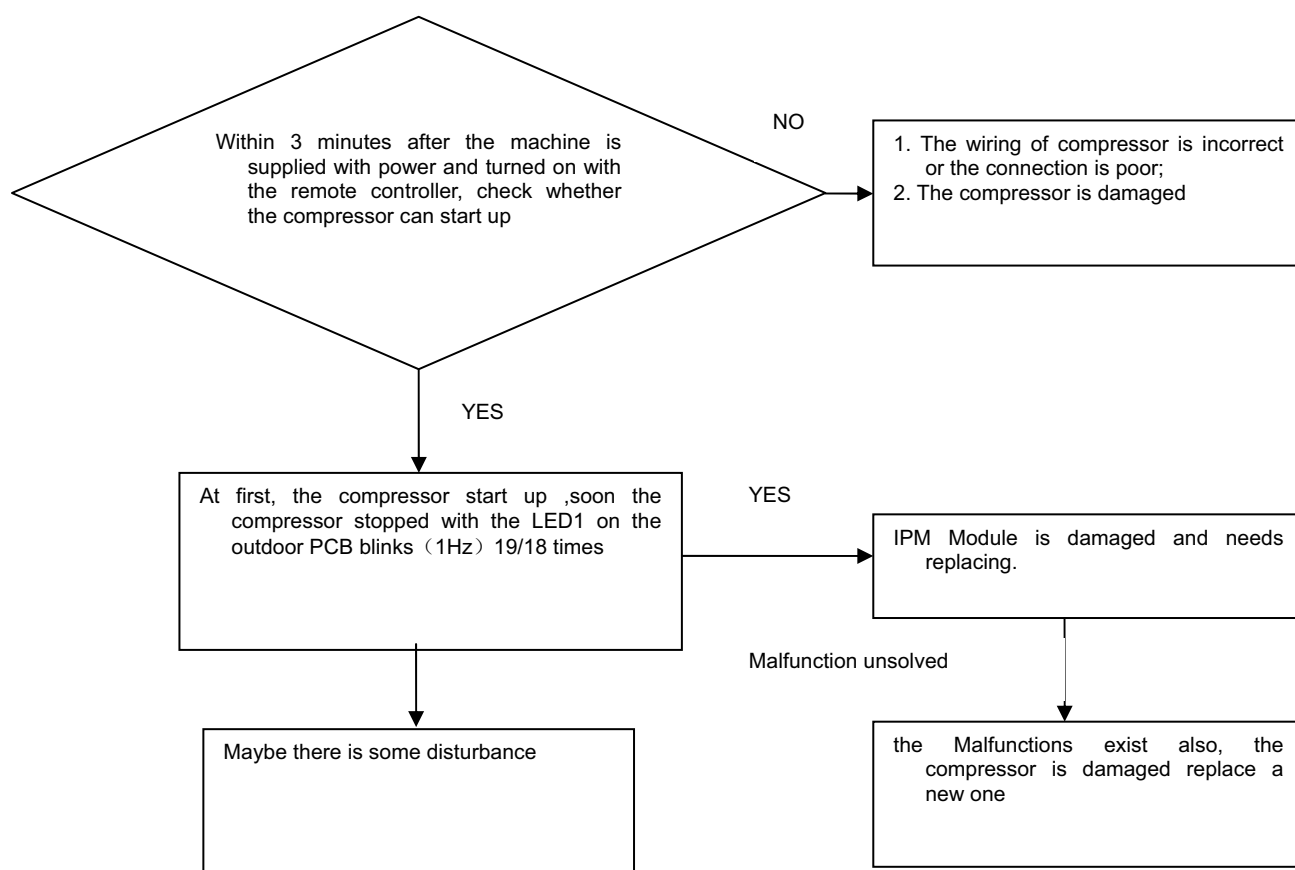 Within 3 minutes after the machine is
supplied with power and turned on with
the remote controller, check whether
the compressor can start up
NO
1. The wiring of compressor is incorrect
or the connection is poor;
2. The compressor is damaged
YES
At first, the compressor start up ,soon the
compressor stopped with the LED1 on the
outdoor PCB blinks（1Hz）19/18 times
YES
IPM Module is damaged and needs
replacing.
Malfunction unsolved
Maybe there is some disturbance
the Malfunctions exist also, the
compressor is damaged replace a
new one